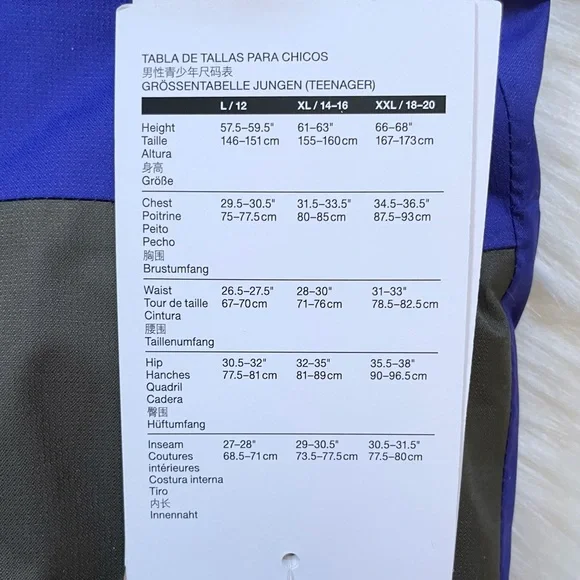 TABLA DE TALLAS PARA CHICOS
男性青少年尺码表
GRÖSSENTABELLE JUNGEN (TEENAGER)
L / 12 XL / 14–16 XXL / 18–20
Height 57.5–59.5" 61–63" 66–68"
Taille 146–151cm 155–160cm 167–173cm
Altura
身高
Größe
Chest 29.5–30.5" 31.5–33.5" 34.5–36.5"
Poitrine 75–77.5cm 80–85cm 87.5–93cm
Peito
Pecho
胸围
Brustumfang
Waist 26.5–27.5" 28–30" 31–33"
Tour de taille 67–70cm 71–76cm 78.5–82.5cm
Cintura
腰围
Taillenumfang
Hip 30.5–32" 32–35" 35.5–38"
Hanches 77.5–81cm 81–89cm 90–96.5cm
Quadril
Cadera
臀围
Hüftumfang
Inseam 27–28" 29–30.5" 30.5–31.5"
Coutures 68.5–71cm 73.5–77.5cm 77.5–80cm
intérieures
Costura interna
Tiro
内长
Innennaht